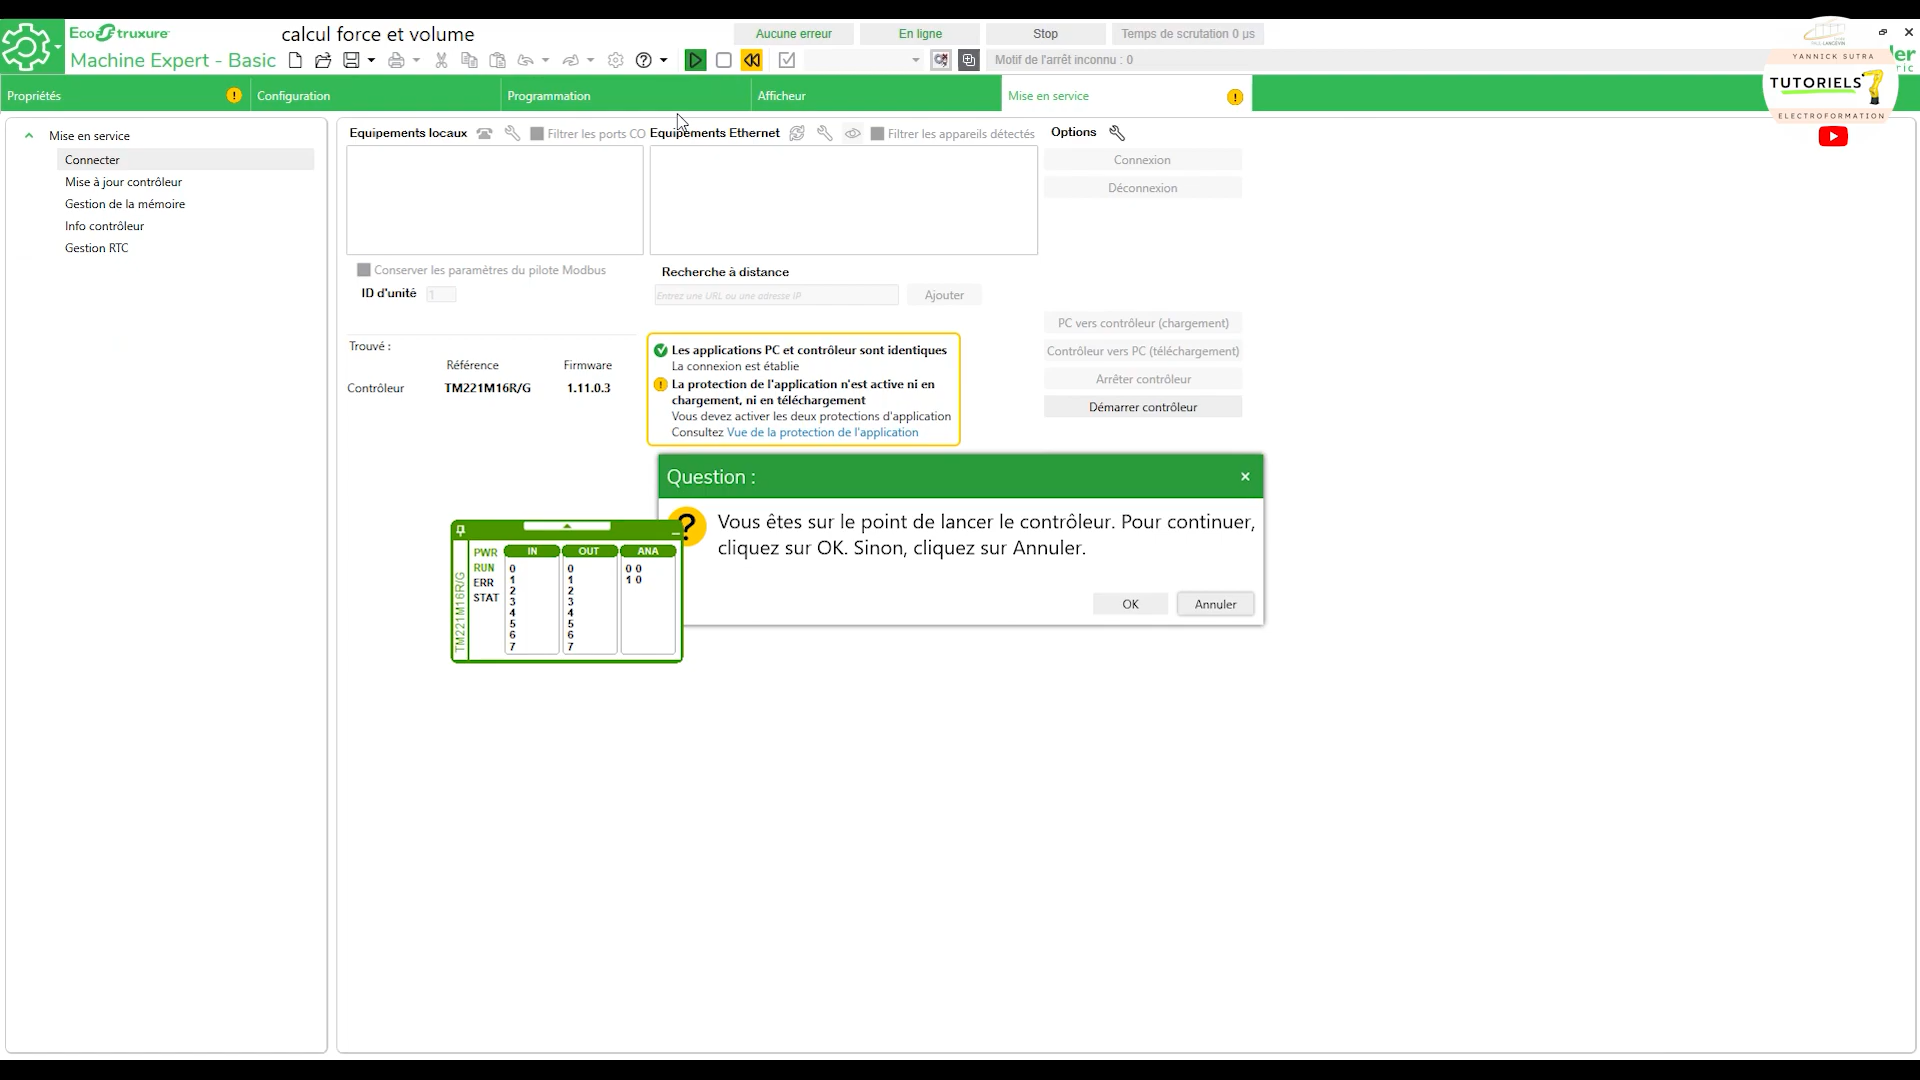 EcoStruxure
calcul force et volume
Aucune erreur
En ligne
Stop
Temps de scrutation 0 µs
Machine Expert - Basic
Motif de l'arrêt inconnu : 0
YANNICK SUTRA
TUTORIELS
ELECTROFORMATION
Propriétés
Configuration
Programmation
Afficheur
Mise en service
Mise en service
Connecter
Mise à jour contrôleur
Gestion de la mémoire
Info contrôleur
Gestion RTC
Equipements locaux
Filtrer les ports CO
Equipements Ethernet
Filtrer les appareils détectés
Options
Connexion
Déconnexion
Conserver les paramètres du pilote Modbus
ID d'unité 1
Recherche à distance
Entrez une URL ou une adresse IP
Ajouter
PC vers contrôleur (chargement)
Contrôleur vers PC (téléchargement)
Arrêter contrôleur
Démarrer contrôleur
Trouvé :
Référence Firmware
Contrôleur TM221M16R/G 1.11.0.3
Les applications PC et contrôleur sont identiques
La connexion est établie
La protection de l'application n'est active ni en
chargement, ni en téléchargement
Vous devez activer les deux protections d'application
Consultez Vue de la protection de l'application
Question :
Vous êtes sur le point de lancer le contrôleur. Pour continuer,
cliquez sur OK. Sinon, cliquez sur Annuler.
OK
Annuler
TM221M16R/G
PWR
RUN
ERR
STAT
IN
0
1
2
3
4
5
6
7
OUT
0
1
2
3
4
5
6
7
ANA
0 0
1 0